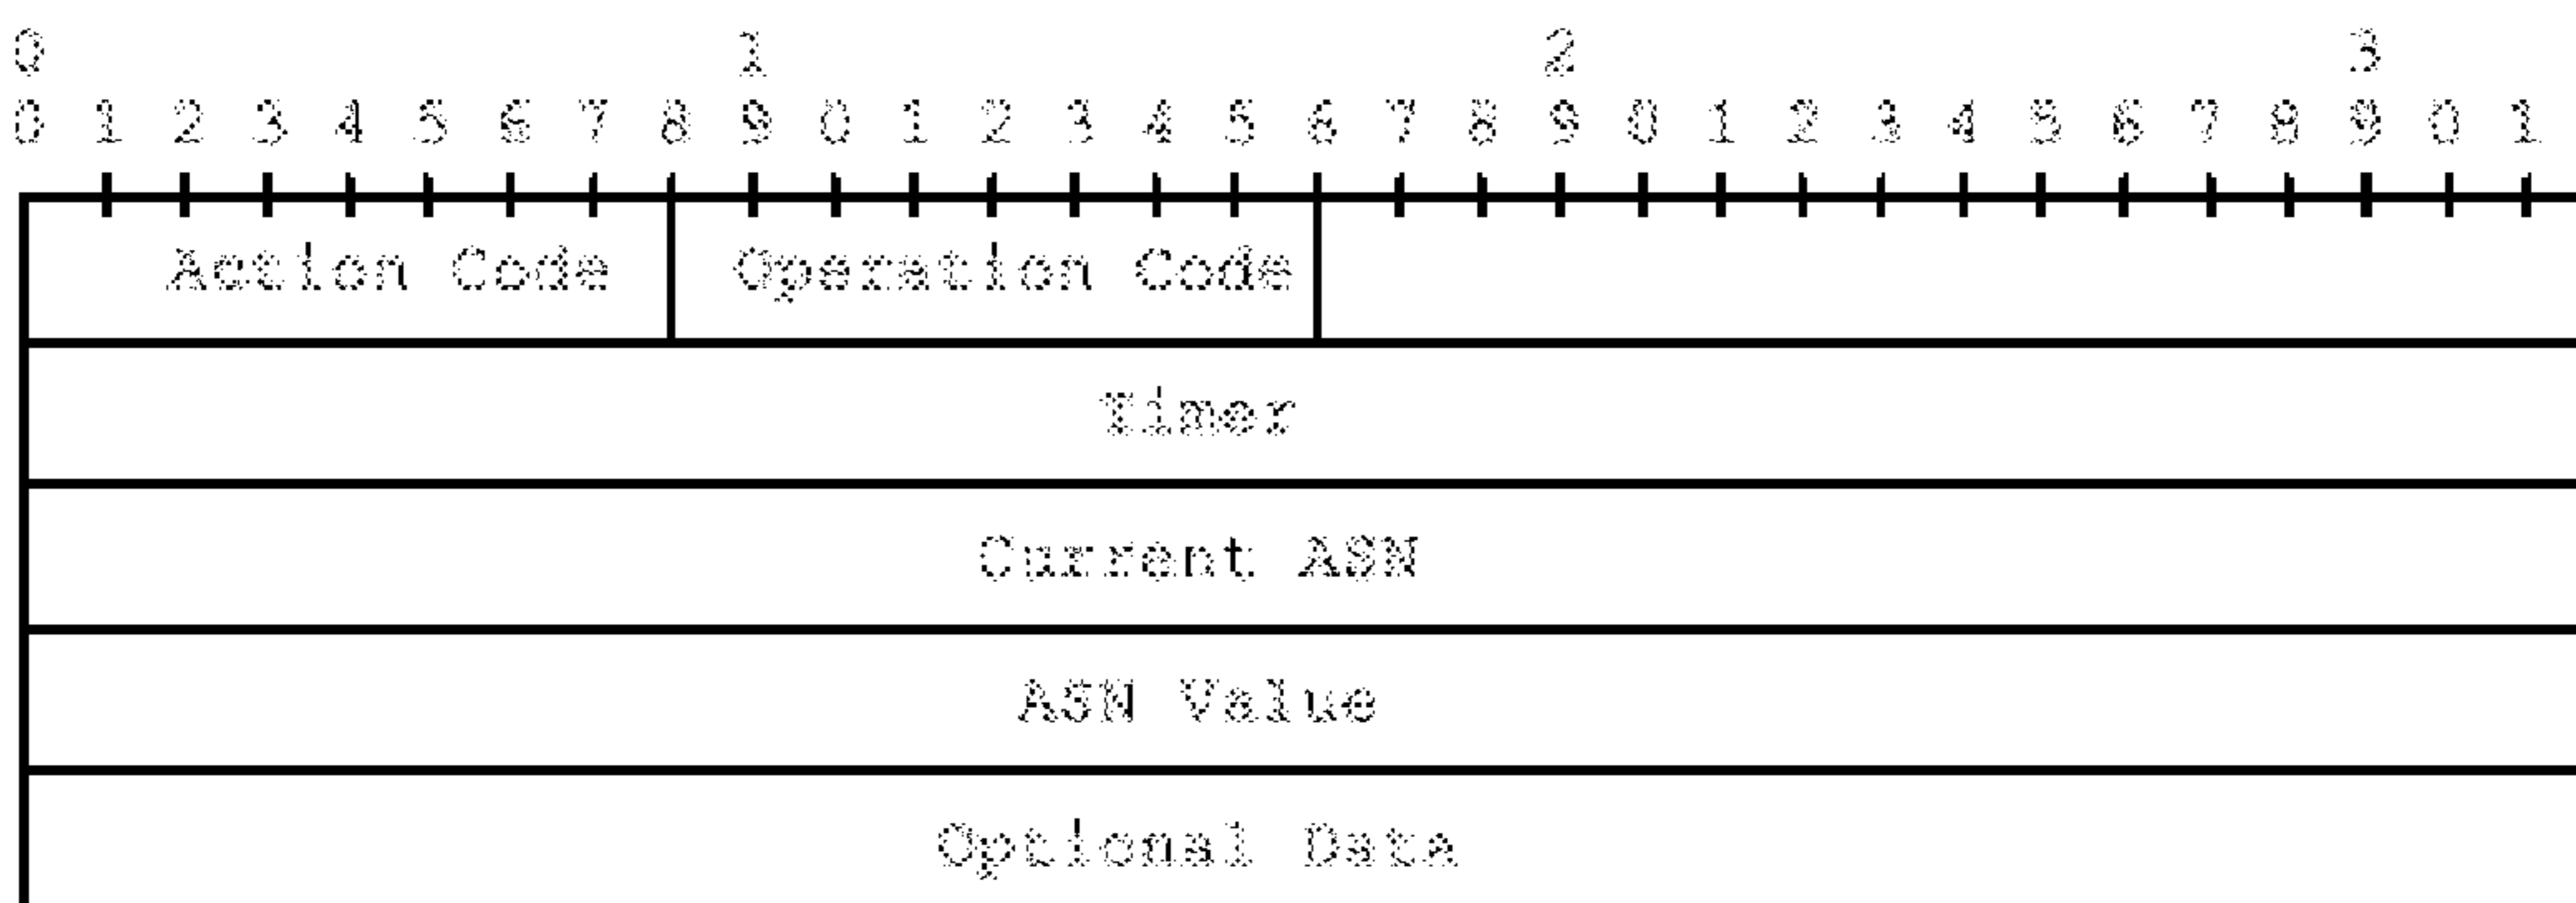 0 1 2 3
0 1 2 3 4 5 6 7 8 9 0 1 2 3 4 5 6 7 8 9 0 1 2 3 4 5 6 7 8 9 0 1
Action Code Operation Code
Timer
Current ASN
ASN Value
Optional Data